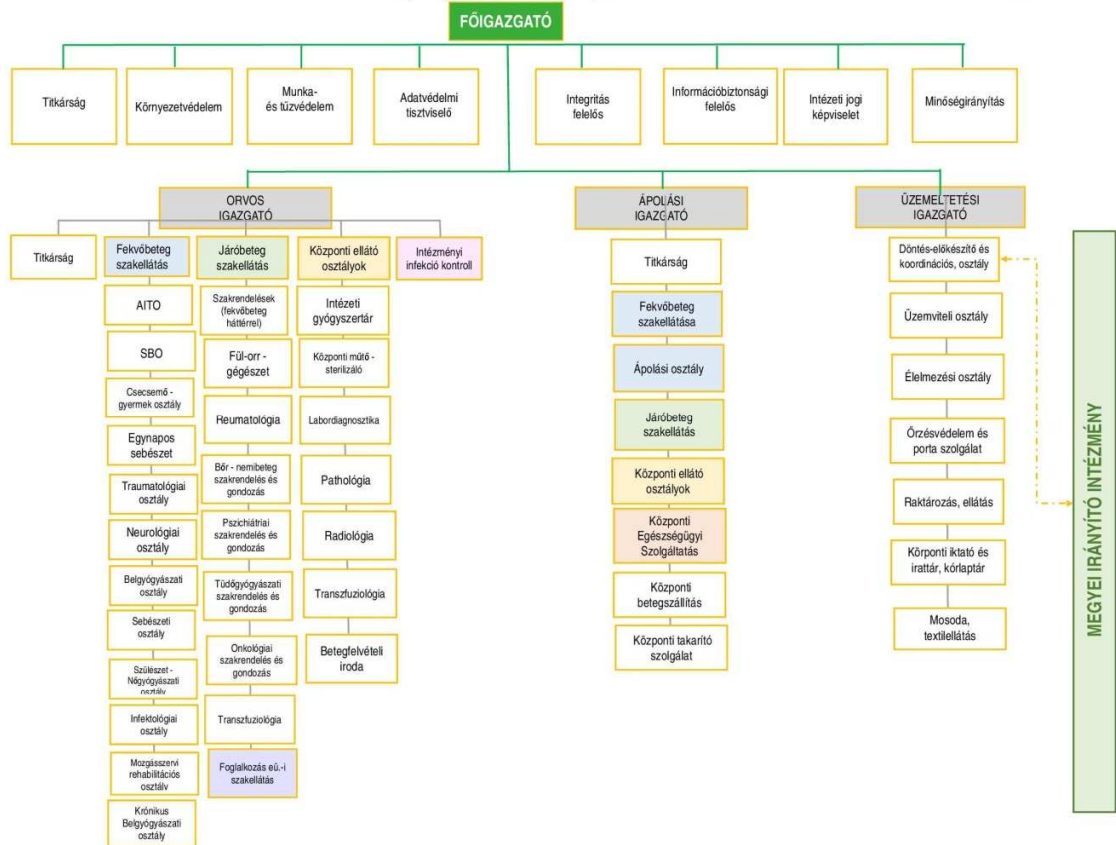 FŐIGAZGATÓ
Titkárság
Környezetvédelem
Munka-
és tűzvédelem
Adatvédelmi
tisztviselő
Integritás
felelős
Információbiztonsági
felelős
Intézeti jogi
képviselet
Minőségirányítás
ORVOS
IGAZGATÓ
ÁPOLÁSI
IGAZGATÓ
ÜZEMELTETÉSI
IGAZGATÓ
Titkárság
Fekvőbeteg
szakellátás
AITO
SBO
Csecsemő -
gyermek osztály
Egynapos
sebészet
Traumatológiai
osztály
Neurológiai
osztály
Belgyógyászati
osztály
Sebészeti
osztály
Szülészet -
Nőgyógyászati
osztály
Infektológiai
osztály
Mozgásszervi
rehabilitációs
osztály
Krónikus
Belgyógyászati
osztály
Járóbeteg
szakellátás
Szakrendelések
(fekvőbeteg
háttérrel)
Fül-orr -
gégészet
Reumatológia
Bőr - nemibeteg
szakrendelés és
gondozás
Pszichiátriai
szakrendelés és
gondozás
Tüdőgyógyászati
szakrendelés és
gondozás
Onkológiai
szakrendelés és
gondozás
Transzfuziológia
Foglalkozás eü.-i
szakellátás
Központi ellátó
osztályok
Intézeti
gyógyszertár
Központi műtő -
sterilizáló
Labordiagnosztika
Pathológia
Radiológia
Transzfuziológia
Betegfelvételi
iroda
Intézményi
infekció kontroll
Titkárság
Fekvőbeteg
szakellátása
Ápolási osztály
Járóbeteg
szakellátás
Központi ellátó
osztályok
Központi
Egészségügyi
Szolgáltatás
Központi
betegszállítás
Központi takarító
szolgálat
Döntés-előkészítő és
koordinációs, osztály
Üzemviteli osztály
Élelmezési osztály
Őrzésvédelem és
porta szolgálat
Raktározás, ellátás
Körponti iktató és
irattár, kórlaptár
Mosoda,
textilellátás
MEGYEI IRÁNYÍTÓ INTÉZMÉNY